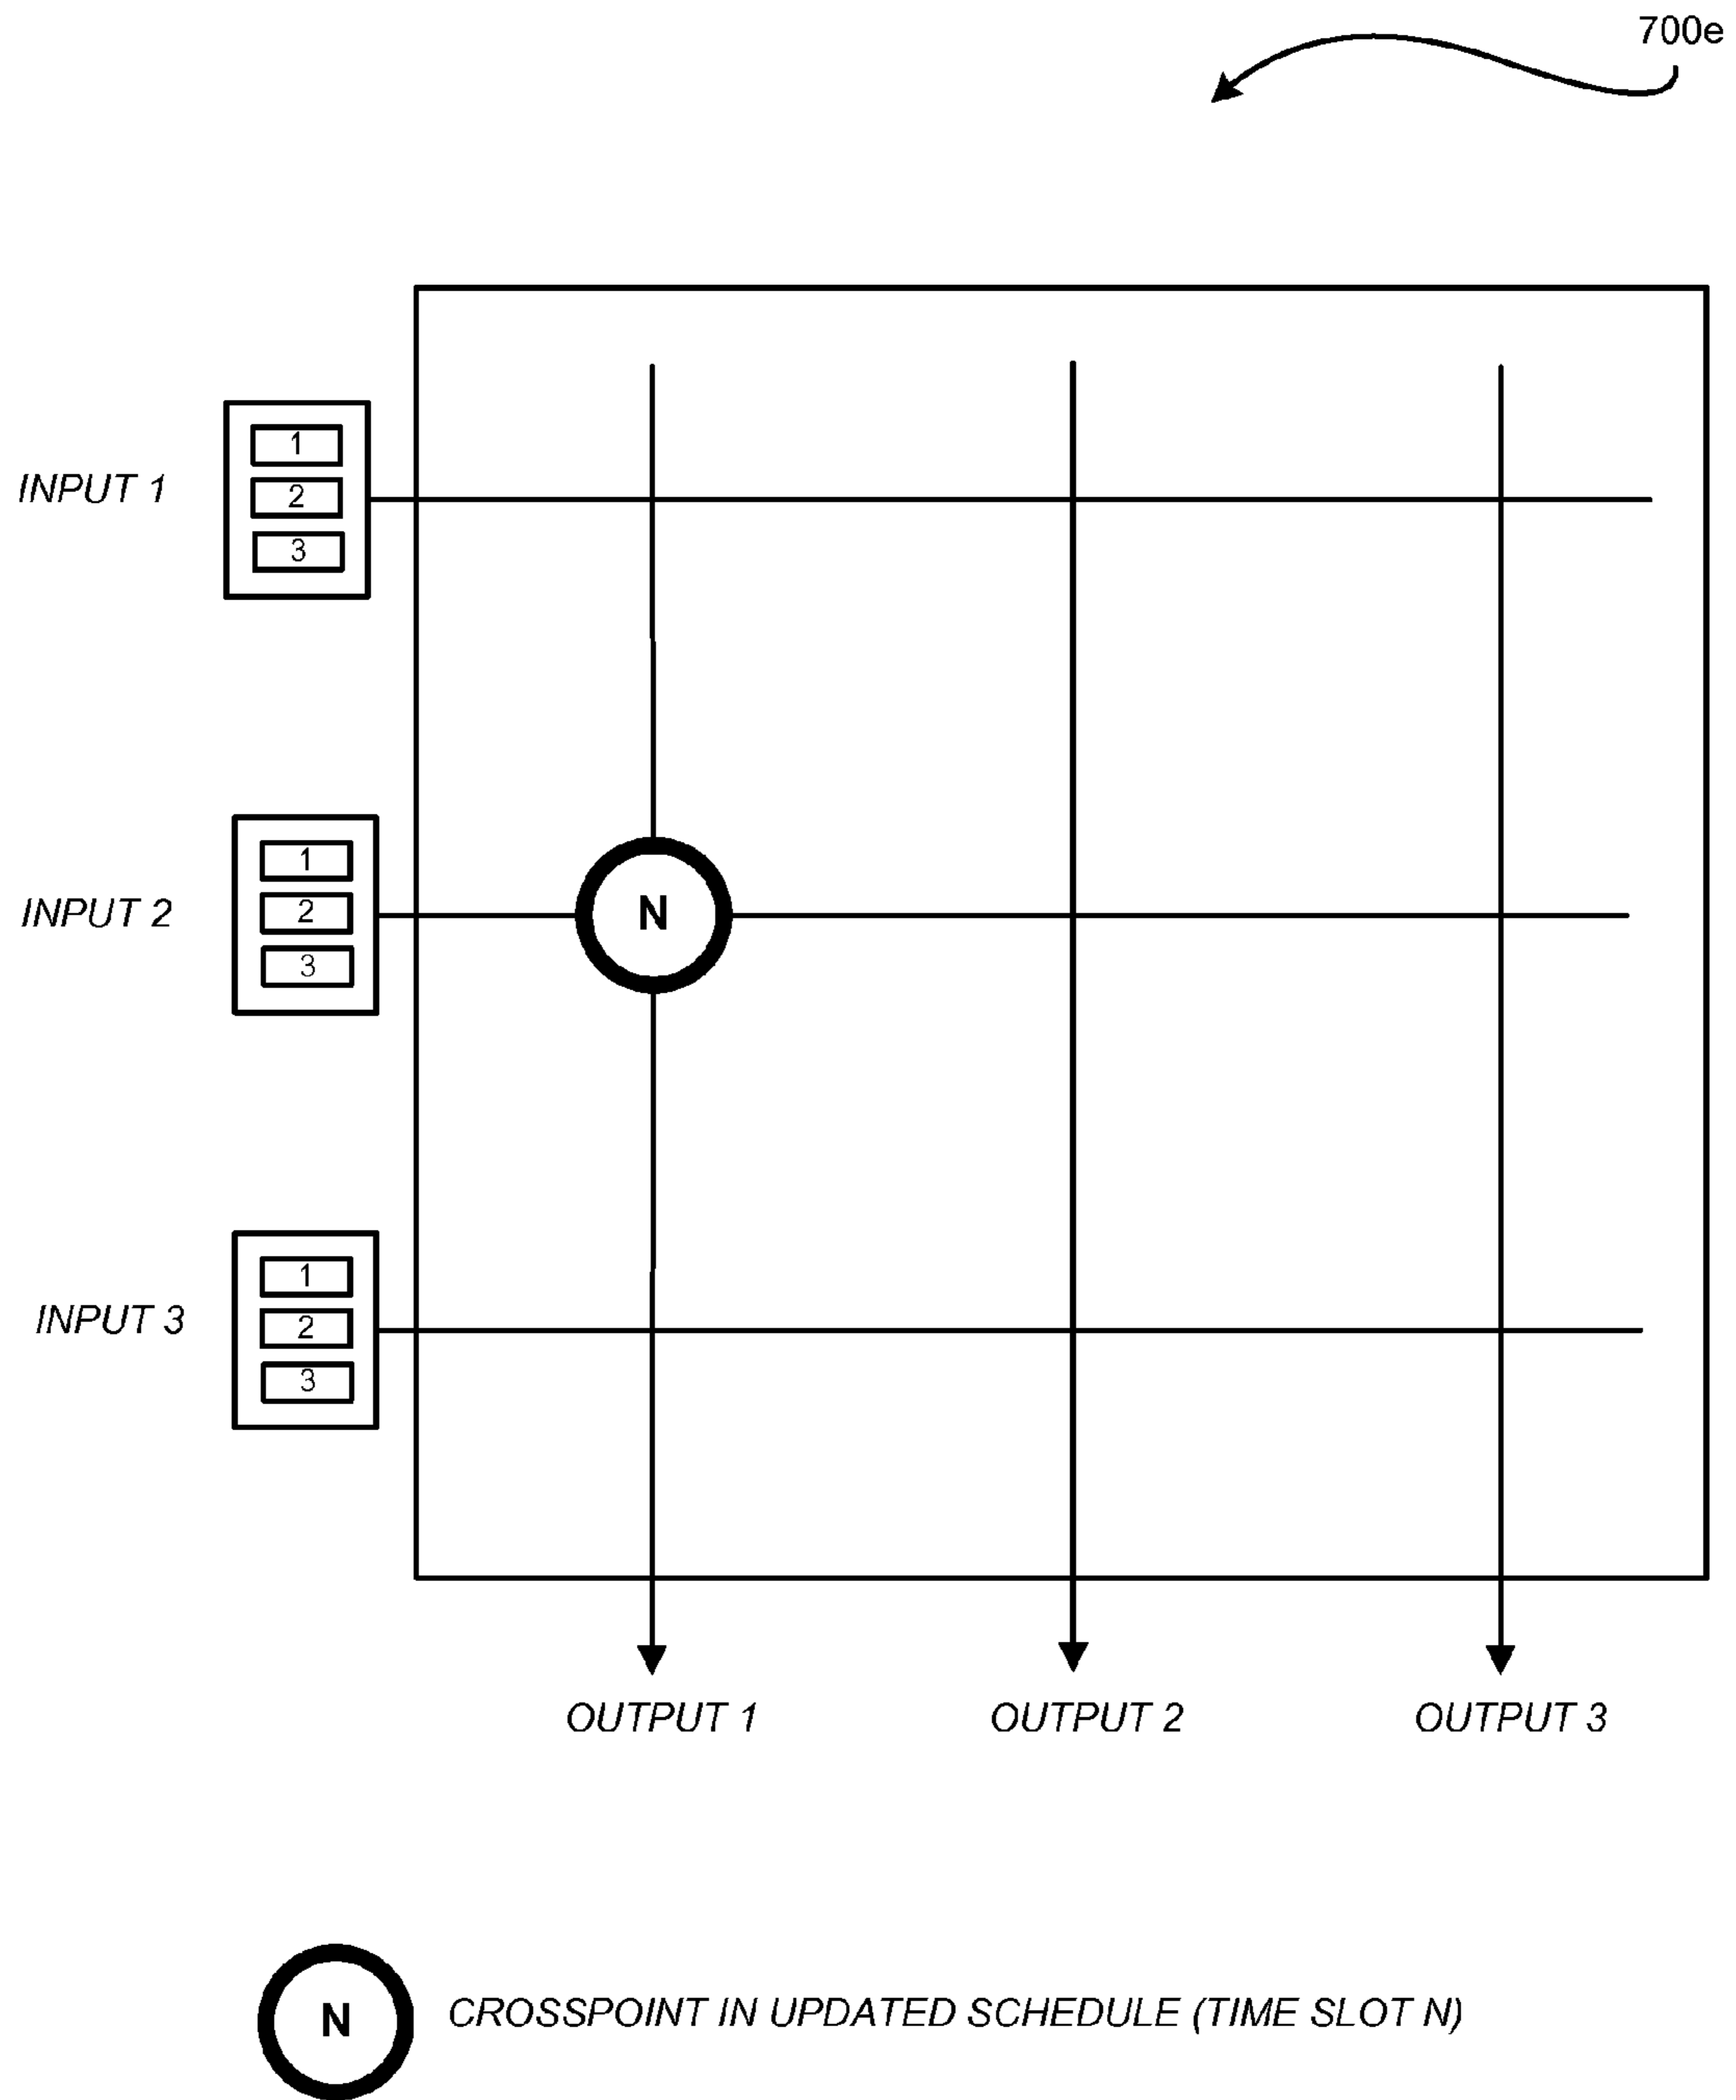 700e
1
INPUT 1
2
3
1
INPUT 2
2
N
3
1
INPUT 3
2
3
OUTPUT 1
OUTPUT 2
OUTPUT 3
N
CROSSPOINT IN UPDATED SCHEDULE (TIME SLOT N)